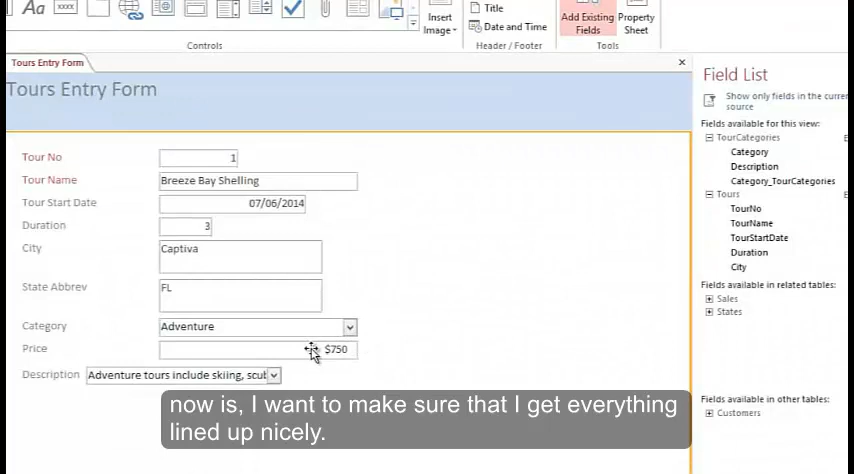 Aa
xxxx
Title
Date and Time
Insert
Image
Add Existing
Fields
Property
Sheet
Controls
Header / Footer
Tools
Tours Entry Form
Tours Entry Form
Tour No 1
Tour Name Breeze Bay Shelling
Tour Start Date 07/06/2014
Duration 3
City Captiva
State Abbrev FL
Category Adventure
Price $750
Description Adventure tours include skiing, scub
now is, I want to make sure that I get everything
lined up nicely.
Field List
Show only fields in the curren
source
Fields available for this view:
TourCategories
Category
Description
Category_TourCategories
Tours
TourNo
TourName
TourStartDate
Duration
City
Fields available in related tables:
Sales
States
Fields available in other tables:
Customers